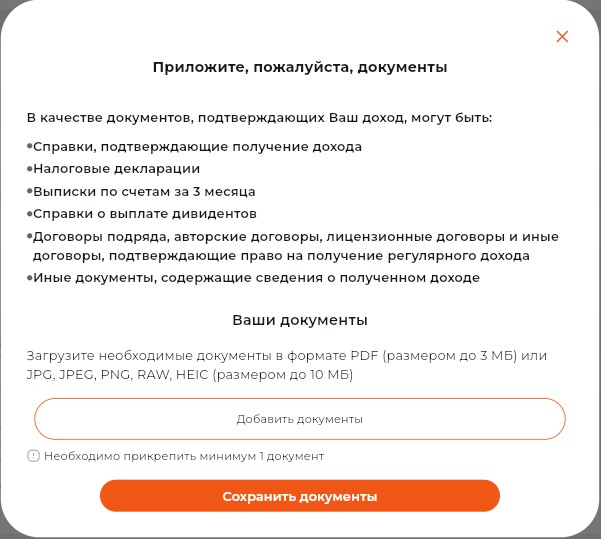 Приложите, пожалуйста, документы
В качестве документов, подтверждающих Ваш доход, могут быть:
•Справки, подтверждающие получение дохода
•Налоговые декларации
•Выписки по счетам за 3 месяца
•Справки о выплате дивидентов
•Договоры подряда, авторские договоры, лицензионные договоры и иные
договоры, подтверждающие право на получение регулярного дохода
•Иные документы, содержащие сведения о полученном доходе
Ваши документы
Загрузите необходимые документы в формате PDF (размером до 3 МБ) или
JPG, JPEG, PNG, RAW, HEIC (размером до 10 МБ)
Добавить документы
Необходимо прикрепить минимум 1 документ
Сохранить документы